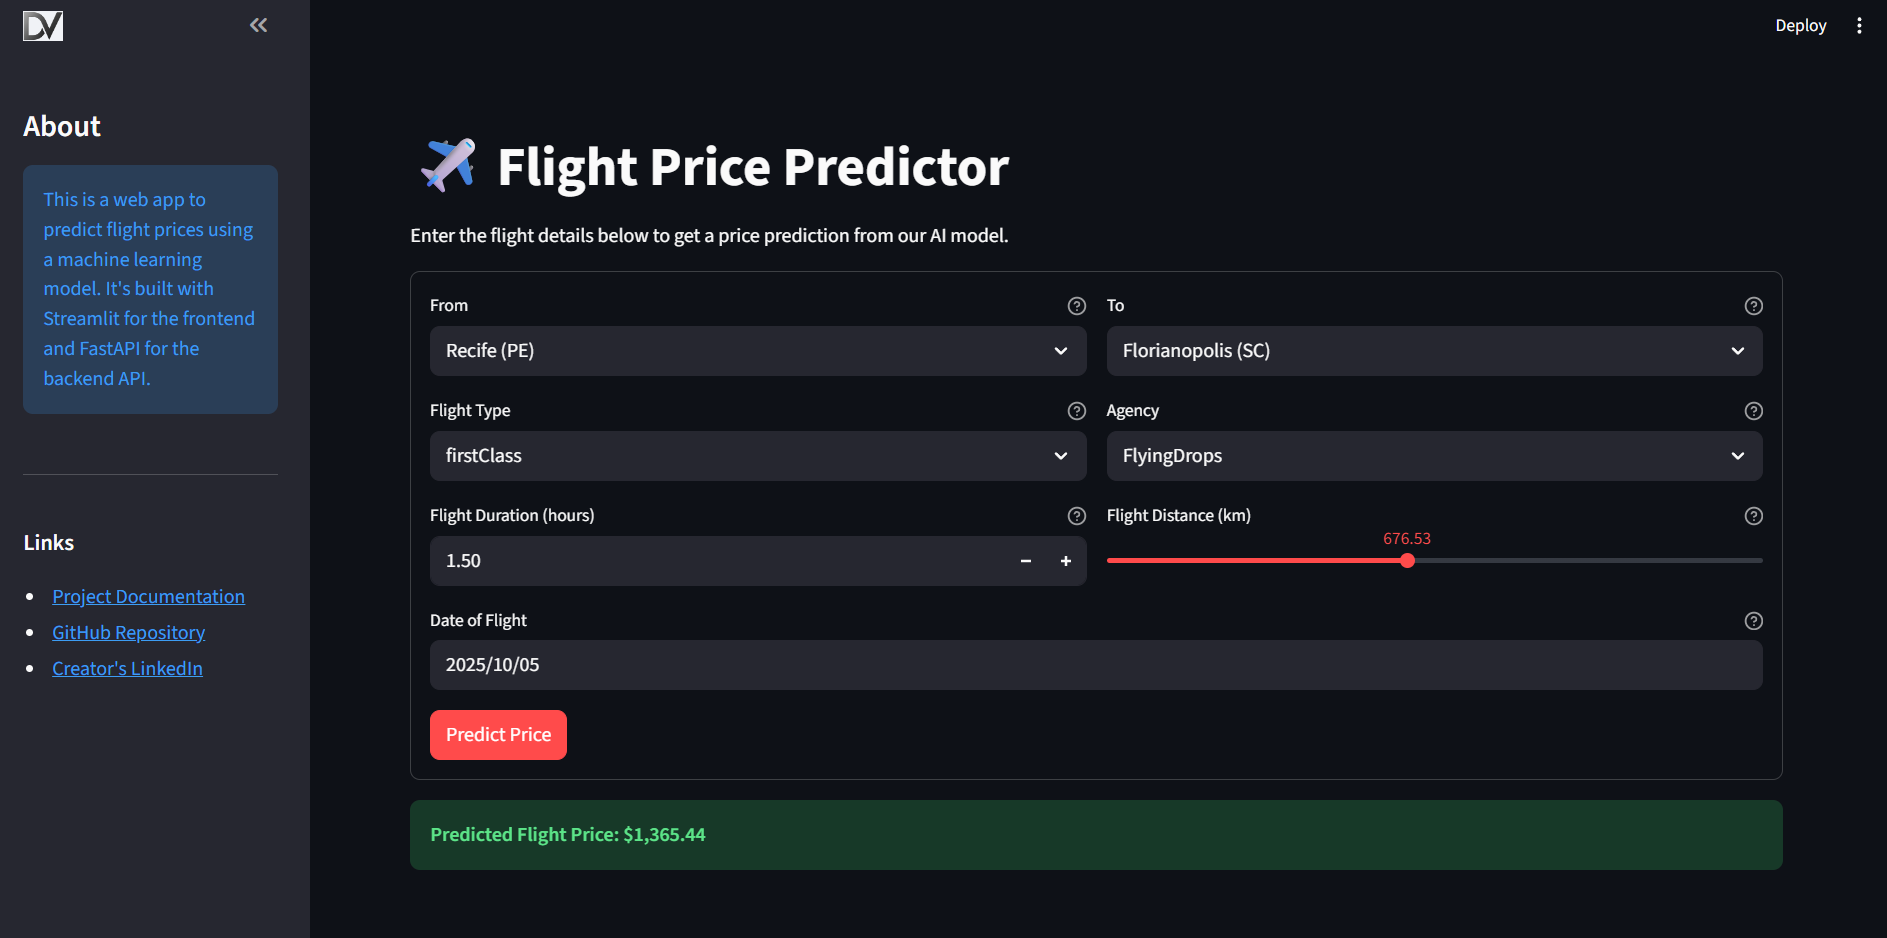 DV
Deploy
About
This is a web app to
predict flight prices using
a machine learning
model. It's built with
Streamlit for the frontend
and FastAPI for the
backend API.
Links
Project Documentation
GitHub Repository
Creator's LinkedIn
Flight Price Predictor
Enter the flight details below to get a price prediction from our AI model.
From
To
Recife (PE)
Florianopolis (SC)
Flight Type
Agency
firstClass
FlyingDrops
Flight Duration (hours)
Flight Distance (km)
676.53
1.50
Date of Flight
2025/10/05
Predict Price
Predicted Flight Price: $1,365.44